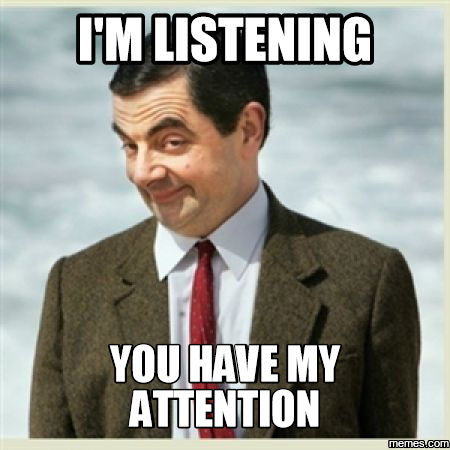 I'M LISTENING
YOU HAVE MY
ATTENTION
memes.com